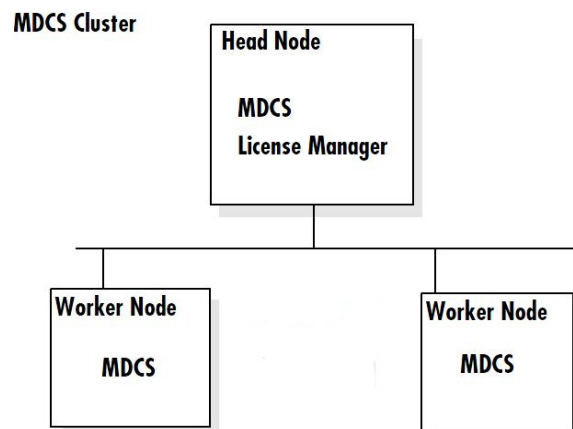 MDCS Cluster
Head Node
MDCS
License Manager
Worker Node
MDCS
Worker Node
MDCS